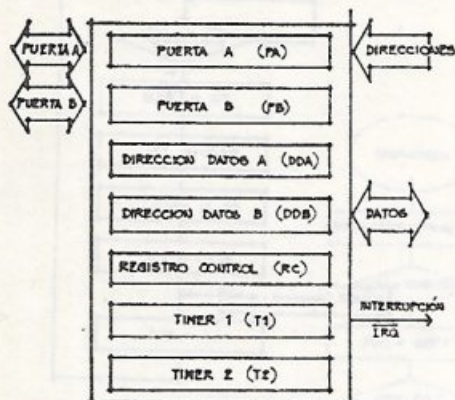 PUERTA A
PUERTA B
PUERTA A (PA)
PUERTA B (PB)
DIRECCION DATOS A (DDA)
DIRECCION DATOS B (DDB)
REGISTRO CONTROL (RC)
TIMER 1 (T1)
TIMER 2 (T2)
DIRECCIONES
DATOS
INTERRUPCIÓN
IRQ